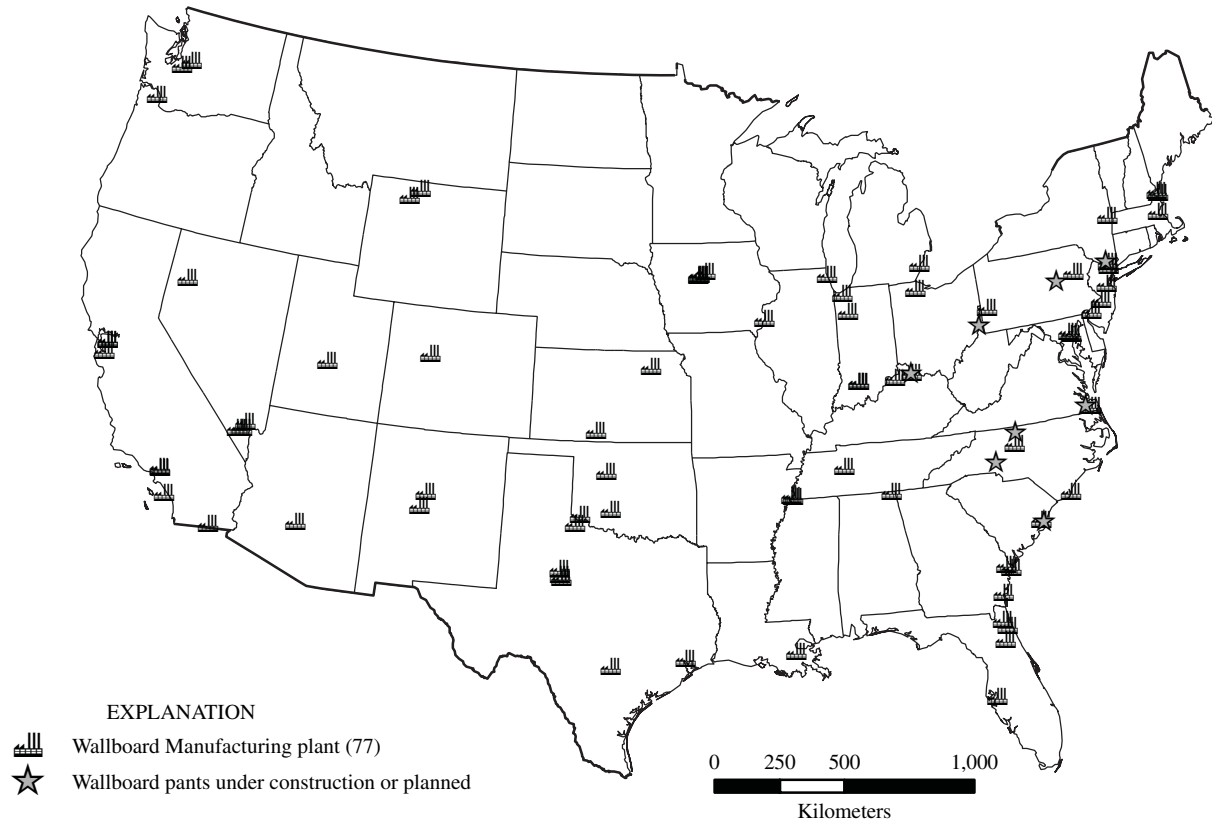 EXPLANATION
Wallboard Manufacturing plant (77)
Wallboard pants under construction or planned
0 250 500 1,000
Kilometers